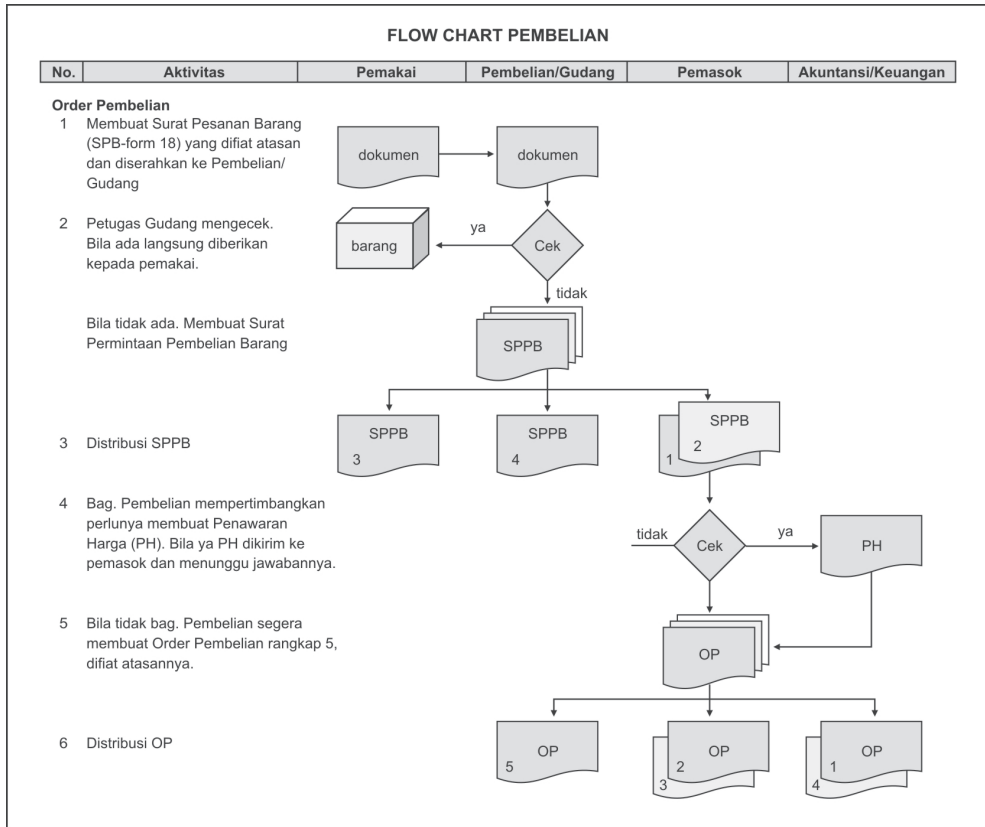 FLOW CHART PEMBELIAN
No. Aktivitas Pemakai Pembelian/Gudang Pemasok Akuntansi/Keuangan
Order Pembelian
1 Membuat Surat Pesanan Barang
(SPB-form 18) yang difiat atasan
dan diserahkan ke Pembelian/
Gudang
dokumen dokumen
2 Petugas Gudang mengecek.
Bila ada langsung diberikan
kepada pemakai.
barang ya Cek
tidak
Bila tidak ada. Membuat Surat
Permintaan Pembelian Barang
SPPB
3 Distribusi SPPB
SPPB
3
SPPB
4
SPPB
1 2
4 Bag. Pembelian mempertimbangkan
perlunya membuat Penawaran
Harga (PH). Bila ya PH dikirim ke
pemasok dan menunggu jawabannya.
tidak Cek ya PH
5 Bila tidak bag. Pembelian segera
membuat Order Pembelian rangkap 5,
difiat atasannya.
OP
6 Distribusi OP
OP
5
OP
2
3
OP
1
4